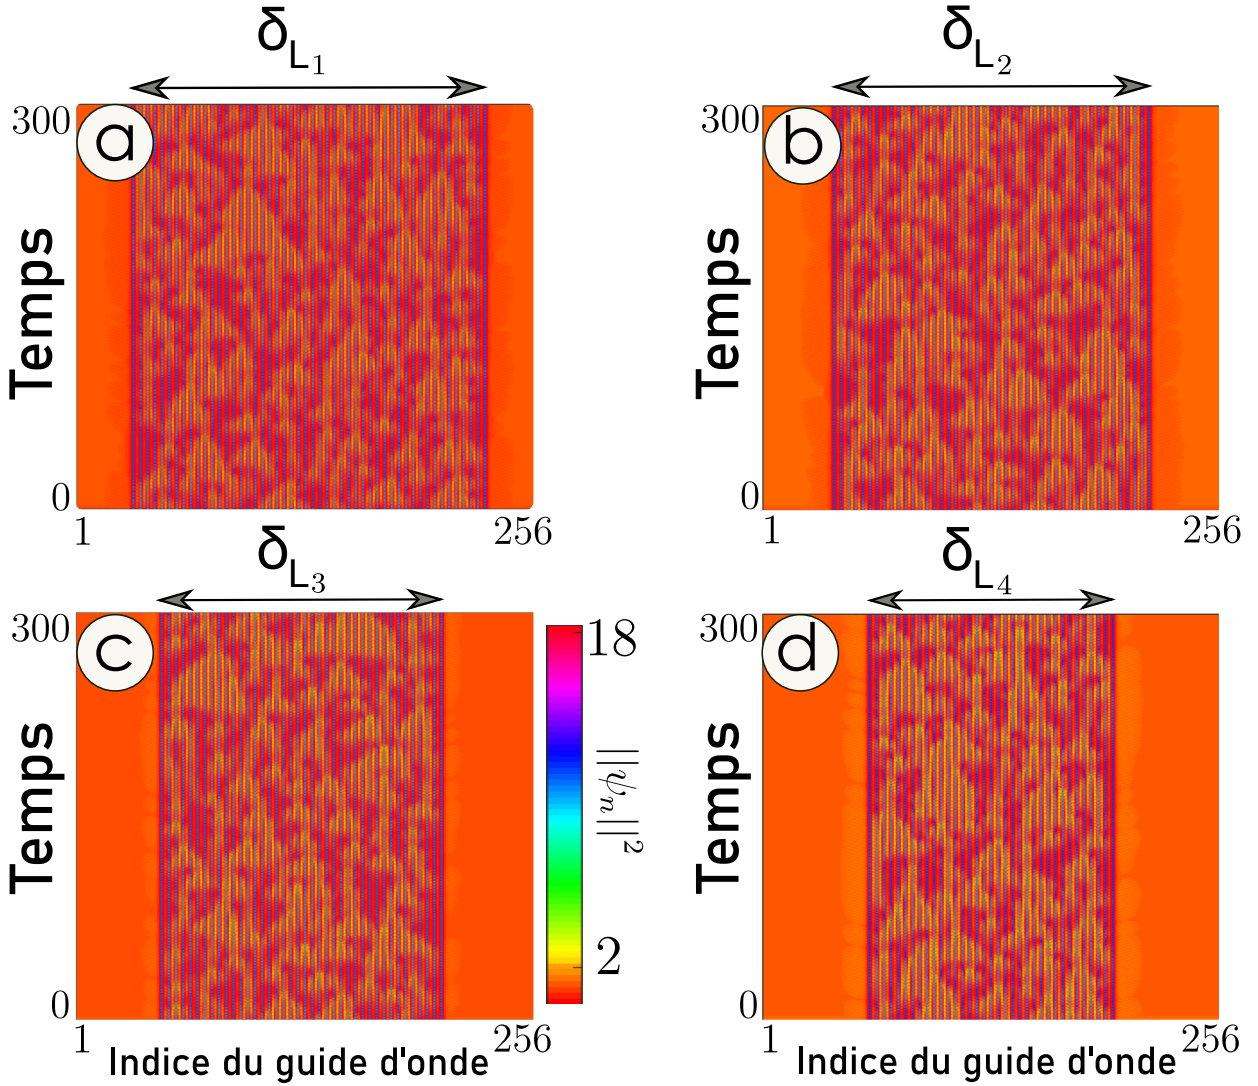 δL1
δL2
300
a
Temps
0
1
256
300
b
Temps
0
1
256
δL3
δL4
300
c
Temps
0
1
256
Indice du guide d'onde
18
2
||ψn||²
300
d
Temps
0
1
256
Indice du guide d'onde